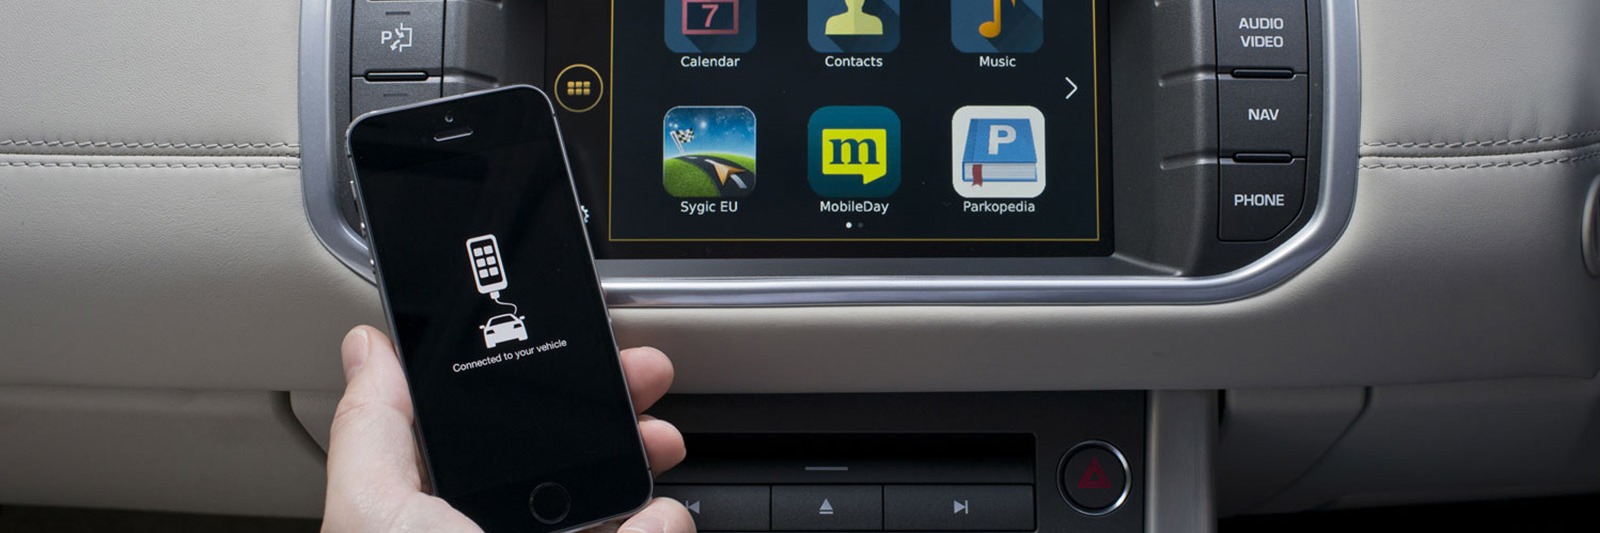 P
AUDIO
VIDEO
7
Calendar
Contacts
Music
NAV
m
P
Sygic EU
MobileDay
Parkopedia
PHONE
Connected to your vehicle